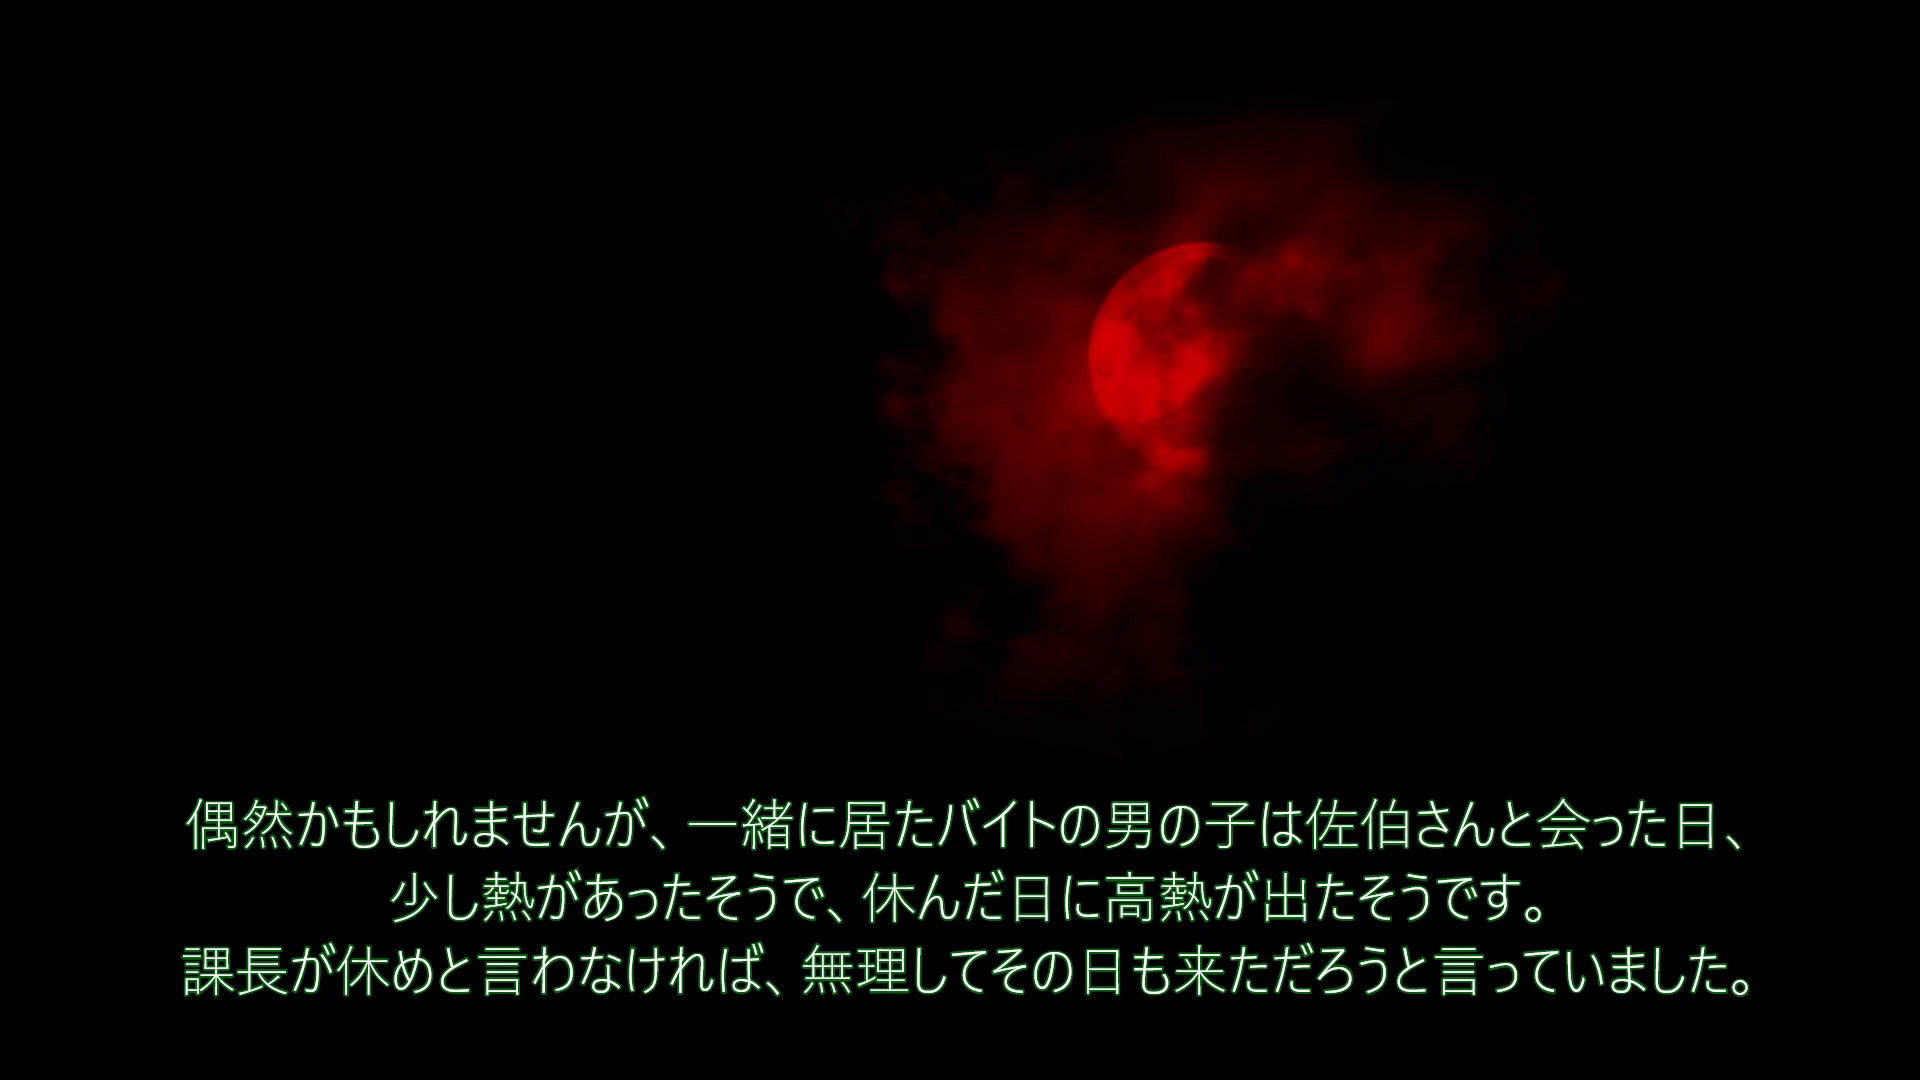 偶然かもしれませんが、一緒に居たバイトの男の子は佐伯さんと会った日、
少し熱があったそうで、休んだ日に高熱が出たそうです。
課長が休めと言わなければ、無理してその日も来ただろうと言っていました。